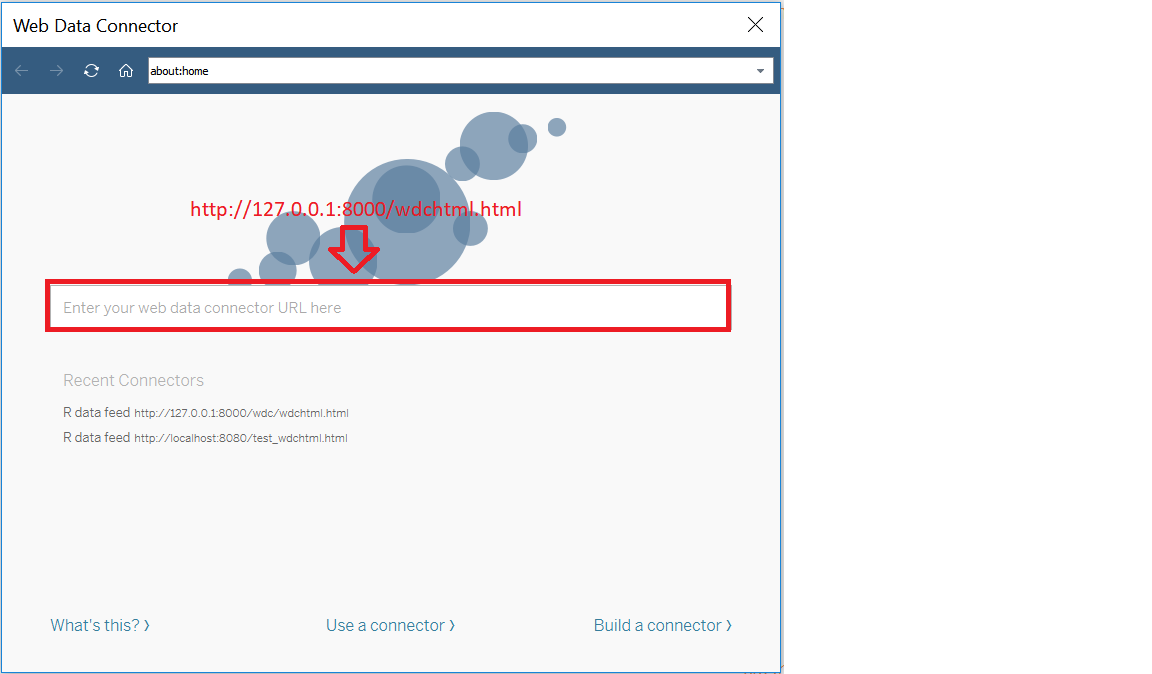 Web Data Connector
about:home
http://127.0.0.1:8000/wdchtml.html
Enter your web data connector URL here
Recent Connectors
R data feed http://127.0.0.1:8000/wdc/wdchtml.html
R data feed http://localhost:8080/test_wdchtml.html
What's this? › Use a connector › Build a connector ›